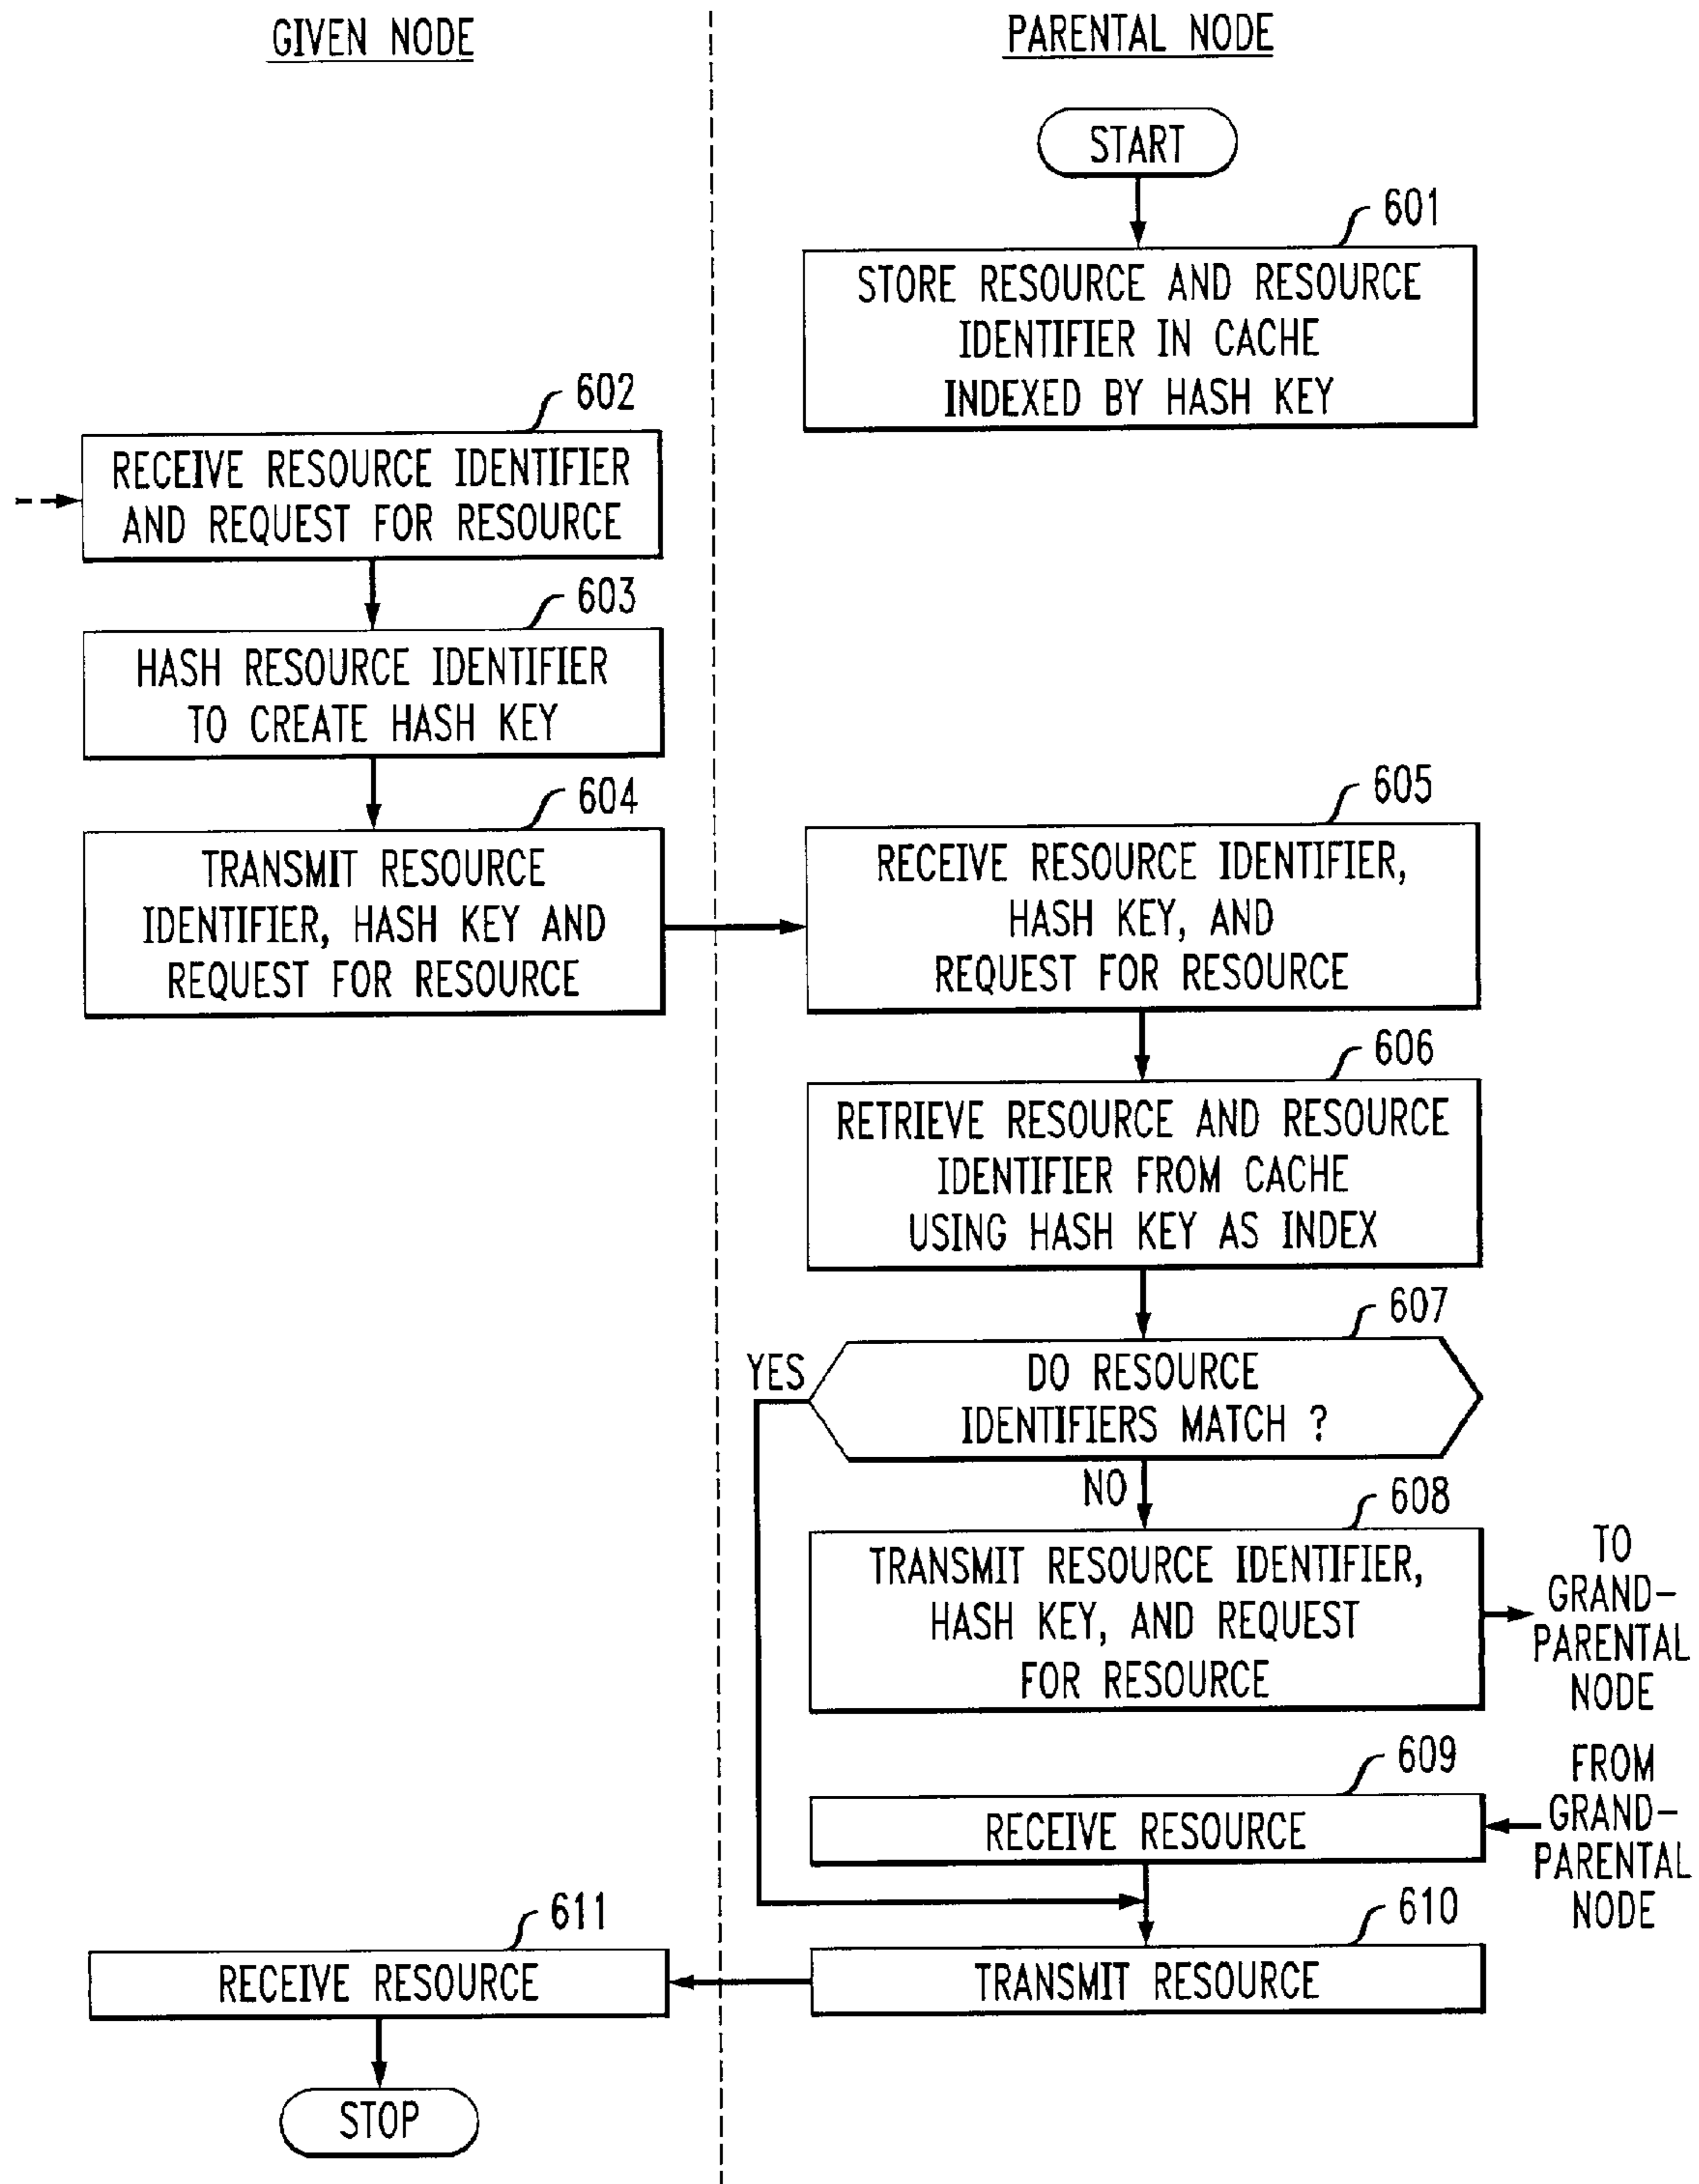 GIVEN NODE
PARENTAL NODE
START
601
STORE RESOURCE AND RESOURCE
IDENTIFIER IN CACHE
INDEXED BY HASH KEY
602
RECEIVE RESOURCE IDENTIFIER
AND REQUEST FOR RESOURCE
603
HASH RESOURCE IDENTIFIER
TO CREATE HASH KEY
604
TRANSMIT RESOURCE
IDENTIFIER, HASH KEY AND
REQUEST FOR RESOURCE
605
RECEIVE RESOURCE IDENTIFIER,
HASH KEY, AND
REQUEST FOR RESOURCE
606
RETRIEVE RESOURCE AND RESOURCE
IDENTIFIER FROM CACHE
USING HASH KEY AS INDEX
607
YES
DO RESOURCE
IDENTIFIERS MATCH ?
NO
608
TRANSMIT RESOURCE IDENTIFIER,
HASH KEY, AND REQUEST
FOR RESOURCE
TO
GRAND-
PARENTAL
NODE
609
RECEIVE RESOURCE
FROM
GRAND-
PARENTAL
NODE
610
TRANSMIT RESOURCE
611
RECEIVE RESOURCE
STOP